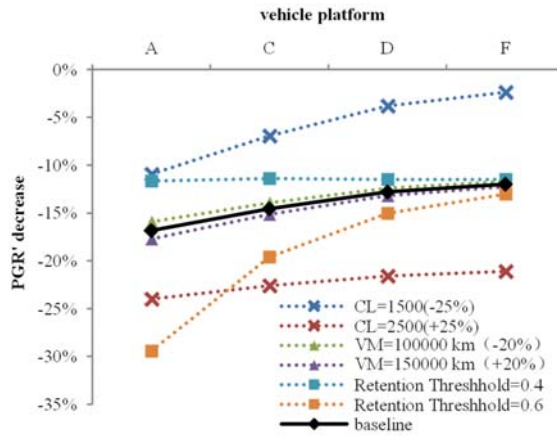 vehicle platform
A C D F
0%
-5%
-10%
-15%
-20%
-25%
-30%
-35%
PGR' decrease
CL=1500(-25%)
CL=2500(+25%)
VM=100000 km（-20%）
VM=150000 km（+20%）
Retention Threshhold=0.4
Retention Threshhold=0.6
baseline